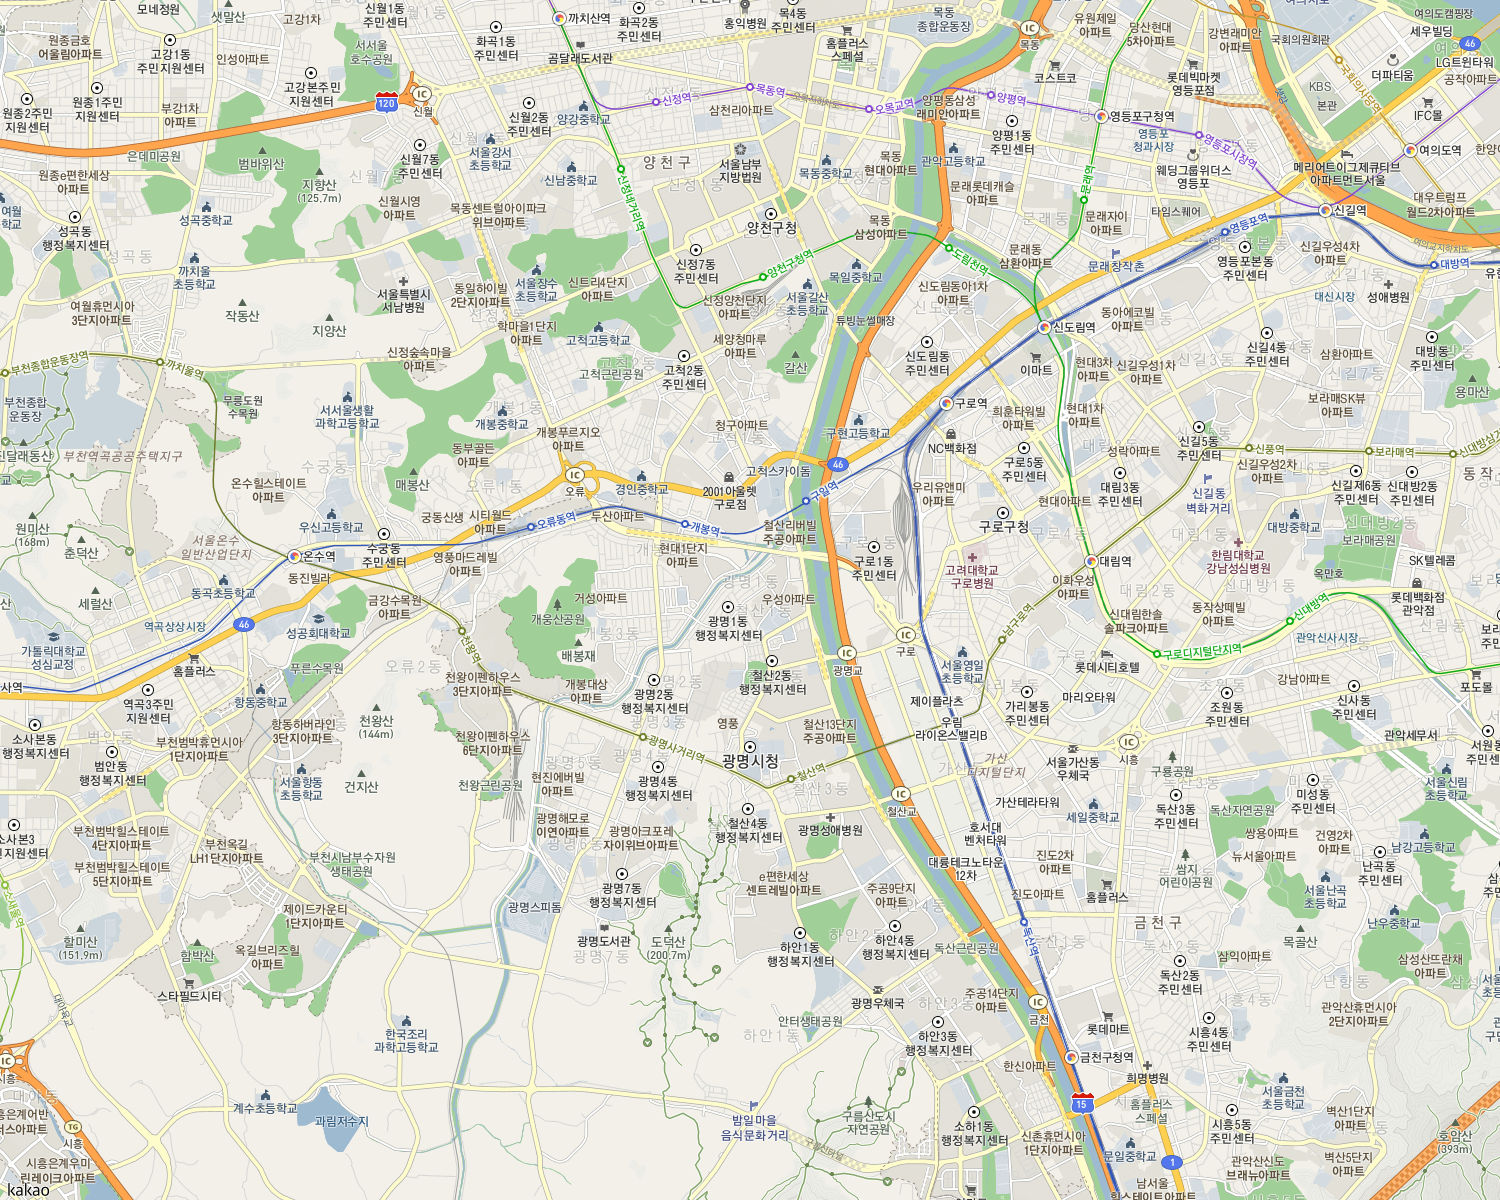 모네정원
샛말산
신월1동
주민센터
까치산역
화곡2동
주민센터
익병원
목4동
주민센터
목동
종합운동장
유원제일
아파트
당산현대
5차아파트
강변래미안
아파트
국회의원회관
여의도캠핑장
세우빌딩
46
LG트윈타워
더파티움
공작아파트
KBS
본관
IFC몰
여의도역
원종금호
어울림아파트
고강1동
주민지원센터
인성아파트
고강1차
아파트
서서울
호수공원
화곡1동
주민센터
곰달래도서관
홈플러스
스페셜
IC
목동
코스트코
롯데빅마켓
영등포점
원종2주민
지원센터
원종1주민
지원센터
부강1차
아파트
고강본주민
지원센터
120
IC
신월
신월2동
주민센터
양강중학교
신정역
목동역
삼천리아파트
오목교역
양평동삼성
래미안아파트
양평역
영등포구청역
영등포시장역
영등포
청과시장
은데미공원
범바위산
지향산
(125.7m)
신월7동
주민센터
서울강서
초등학교
신남중학교
양천구
서울남부
지방법원
목동중학교
목동
현대아파트
관악고등학교
양평1동
주민센터
웨딩그룹위더스
영등포
메리어트이그제큐티브
아파트먼트서울
원종e편한세상
아파트
성곡중학교
신월시영
아파트
목동센트럴아이파크
위브아파트
신정네거리역
양천구청
목동
삼성아파트
문래롯데캐슬
아파트
문래역
문래자이
아파트
타임스퀘어
신길역
대우트럼프
월드2차아파트
성곡동
행정복지센터
까치울
초등학교
서울특별시
서남병원
동일하이빌
2단지아파트
서울장수
초등학교
신트리4단지
아파트
신정7동
주민센터
양천구청역
목일중학교
도림천역
문래동
삼환아파트
문래창작촌
영등포역
영등포본동
주민센터
신길우성4차
아파트
대방역
여월휴먼시아
3단지아파트
작동산
지양산
학마을1단지
아파트
고척고등학교
신정양천단지
아파트
서울갈산
초등학교
튜빙눈썰매장
신도림동아1차
아파트
동아에코빌
아파트
대신시장
성애병원
부천종합운동장역
까치울역
신정숲속마을
아파트
고척근린공원
고척2동
주민센터
세양청마루
아파트
갈산
신도림동
주민센터
신도림역
이마트
현대3차
아파트
신길우성1차
아파트
신길4동
주민센터
삼환아파트
대방동
주민센터
용마산
부천종합
운동장
무릉도원
수목원
서서울생활
과학고등학교
개봉중학교
개봉푸르지오
아파트
청구아파트
구현고등학교
구로역
NC백화점
희훈타워빌
아파트
현대1차
아파트
보라매SK뷰
아파트
진달래동산
부천역곡공공주택지구
동부골든
아파트
온수힐스테이트
아파트
매봉산
IC
오류
경인중학교
2001아울렛
구로점
고척스카이돔
46
구일역
구로5동
주민센터
우리유앤미
아파트
성락아파트
신길5동
주민센터
신풍역
보라매역
신길우성2차
아파트
대림3동
주민센터
신길동
벽화거리
신길제6동
주민센터
신대방2동
주민센터
원미산
(168m)
춘덕산
서울온수
일반산업단지
우신고등학교
궁동신생
시티월드
아파트
오류동역
두산아파트
개봉역
철산리버빌
주공아파트
구로구청
현대아파트
대방중학교
보라매공원
온수역
수궁동
주민센터
영풍마드레빌
아파트
현대1단지
아파트
구로1동
주민센터
고려대학교
구로병원
대림역
한림대학교
강남성심병원
옥만호
SK텔레콤
세럴산
동진빌라
동곡초등학교
금강수목원
아파트
개웅산공원
거성아파트
우성아파트
광명1동
행정복지센터
이화우성
아파트
신대림한솔
솔파크아파트
동작상떼빌
아파트
신대방역
롯데백화점
관악점
역곡상상시장
46
성공회대학교
천왕역
배봉재
IC
구로
남구로역
구로디지털단지역
관악신사시장
가톨릭대학교
성심교정
홈플러스
푸른수목원
천왕이펜하우스
3단지아파트
개봉대상
아파트
광명2동
행정복지센터
철산2동
행정복지센터
IC
광명교
서울영일
초등학교
롯데시티호텔
강남아파트
포도몰
역곡3주민
지원센터
항동중학교
천왕산
(144m)
제이플라츠
가리봉동
주민센터
마리오타워
조원동
주민센터
신사동
주민센터
소사본동
행정복지센터
범안동
행정복지센터
부천범박휴먼시아
1단지아파트
항동하버라인
3단지아파트
천왕이펜하우스
6단지아파트
영풍
광명사거리역
광명시청
철산13단지
주공아파트
우림
라이온스밸리B
가산
디지털단지
서울가산동
우체국
IC
시흥
구룡공원
관악세무서
서울항동
초등학교
건지산
천왕근린공원
현진에버빌
아파트
광명4동
행정복지센터
철산역
IC
철산교
가산테라타워
세일중학교
독산3동
주민센터
독산자연공원
미성동
주민센터
서울신림
초등학교
부천범박힐스테이트
4단지아파트
부천옥길
LH1단지아파트
부천시남부수자원
생태공원
광명해모로
이연아파트
광명아크포레
자이위브아파트
철산4동
행정복지센터
광명성애병원
호서대
벤처타워
쌍용아파트
건영2차
아파트
남강고등학교
부천범박힐스테이트
5단지아파트
광명7동
행정복지센터
e편한세상
센트레빌아파트
주공9단지
아파트
대륭테크노타운
12차
진도2차
아파트
진도아파트
홈플러스
쌈지
어린이공원
뉴서울아파트
난곡동
주민센터
서울난곡
초등학교
할미산
(151.9m)
제이드카운티
1단지아파트
함박산
옥길브리즈힐
아파트
광명스피돔
광명도서관
도덕산
(200.7m)
하안1동
행정복지센터
하안4동
행정복지센터
독산근린공원
독산역
금천구
난우중학교
목골산
삼익아파트
삼성산뜨란채
아파트
스타필드시티
광명우체국
주공14단지
아파트
독산2동
주민센터
한국조리
과학고등학교
안터생태공원
하안3동
행정복지센터
IC
금천
롯데마트
시흥4동
주민센터
관악산휴먼시아
2단지아파트
IC
시흥
계수초등학교
과림저수지
밤일마을
음식문화거리
구름산도시
자연공원
한신아파트
금천구청역
희명병원
15
홈플러스
스페셜
서울금천
초등학교
시흥5동
주민센터
벽산1단지
아파트
TG
시흥
소하1동
행정복지센터
신촌휴먼시아
1단지아파트
문일중학교
1
남서울
힐스테이트아파트
관악산신도
브래뉴아파트
벽산5단지
아파트
호암산
(393m)
kakao